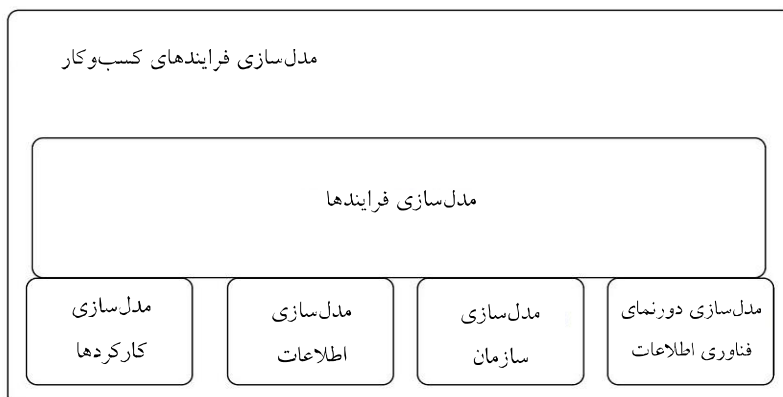 مدل‌سازی فرایندهای کسب‌وکار
مدل‌سازی فرایندها
مدل‌سازی دورنمای
فناوری اطلاعات
مدل‌سازی
سازمان
مدل‌سازی
اطلاعات
مدل‌سازی
کارکردها